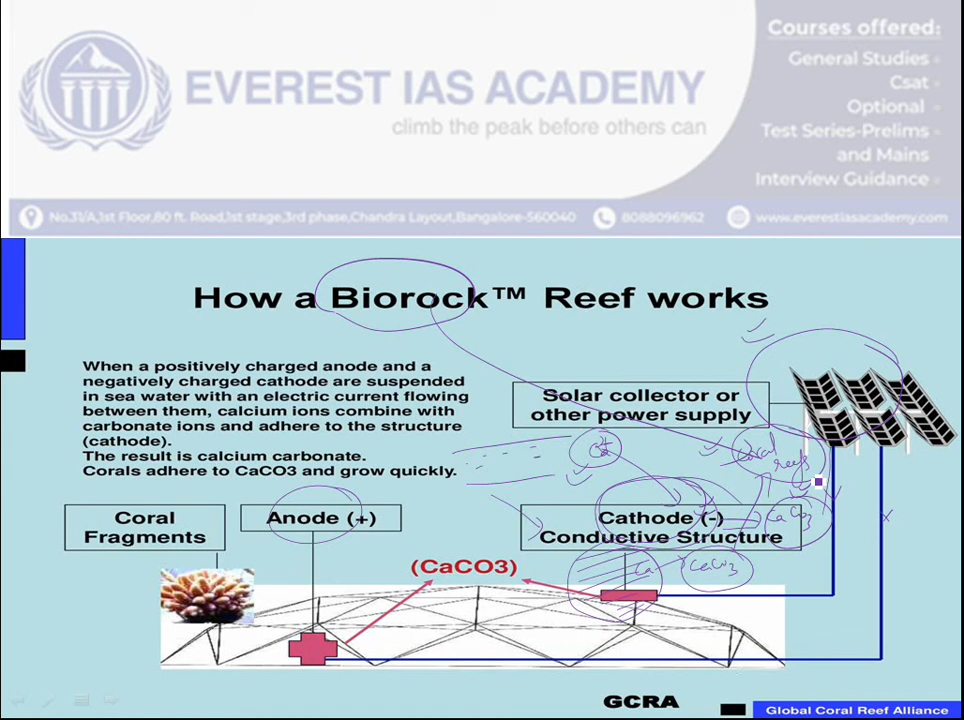 Courses offered:
EVEREST IAS ACADEMY
climb the peak before others can
General Studies
Csat
Optional
Test Series-Prelims
and Mains
Interview Guidance
No.31/A,1st Floor,80 ft. Road,1st stage,3rd phase,Chandra Layout,Bangalore-560040
8088096962
www.everestiasacademy.com
How a Biorock™ Reef works
When a positively charged anode and a
negatively charged cathode are suspended
in sea water with an electric current flowing
between them, calcium ions combine with
carbonate ions and adhere to the structure
(cathode).
The result is calcium carbonate.
Corals adhere to CaCO3 and grow quickly.
Solar collector or
other power supply
Coral
reefs
Coral
Fragments
Anode (+)
Cathode (-)
Conductive Structure
CaCO3
(CaCO3)
Ca
CaCO3
GCRA
Global Coral Reef Alliance